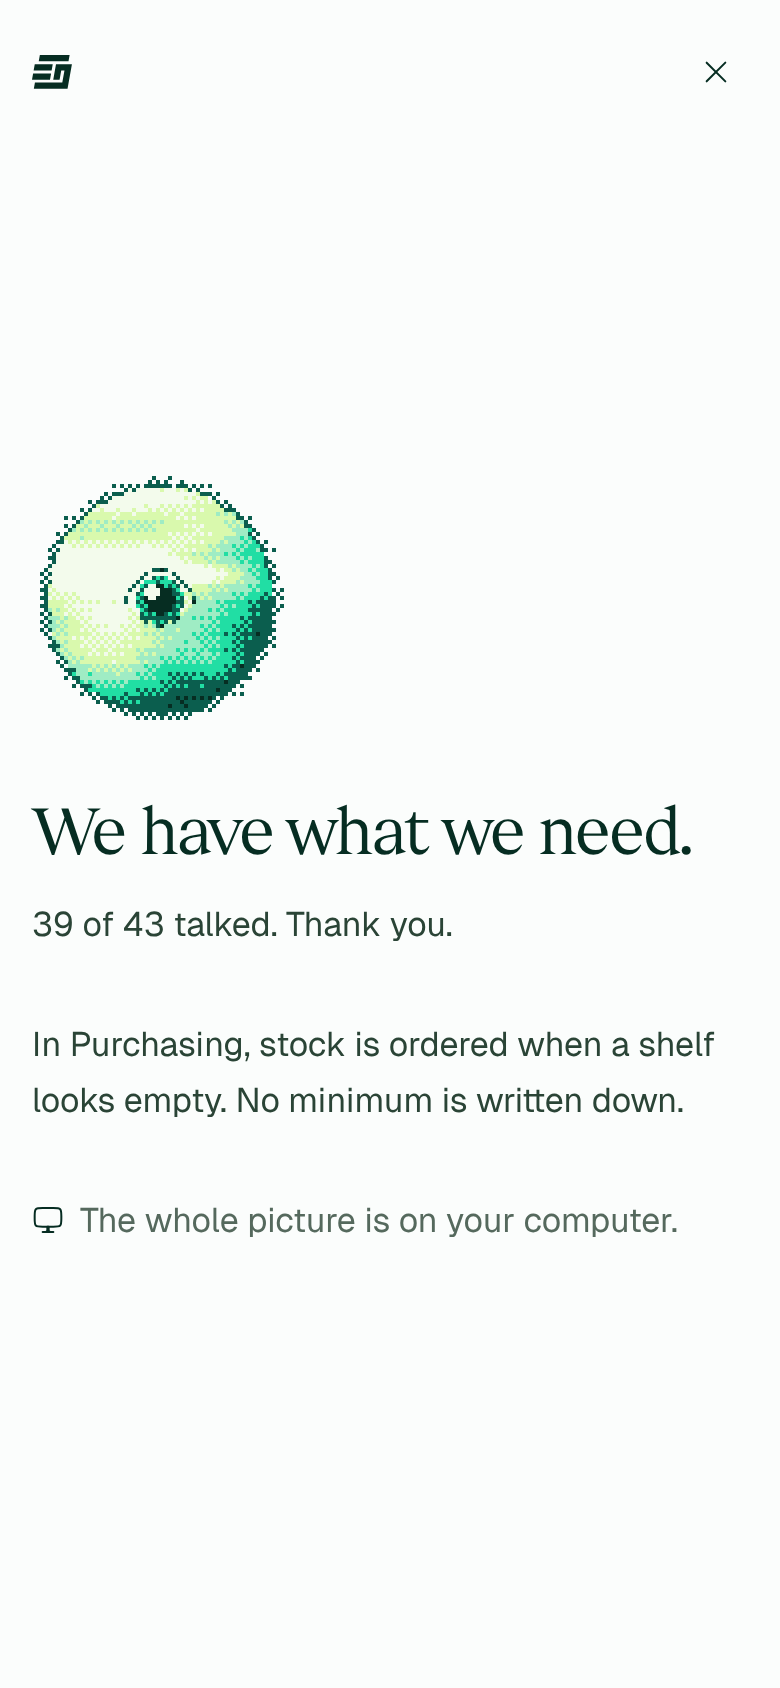 We have what we need.
39 of 43 talked. Thank you.
In Purchasing, stock is ordered when a shelf
looks empty. No minimum is written down.
The whole picture is on your computer.